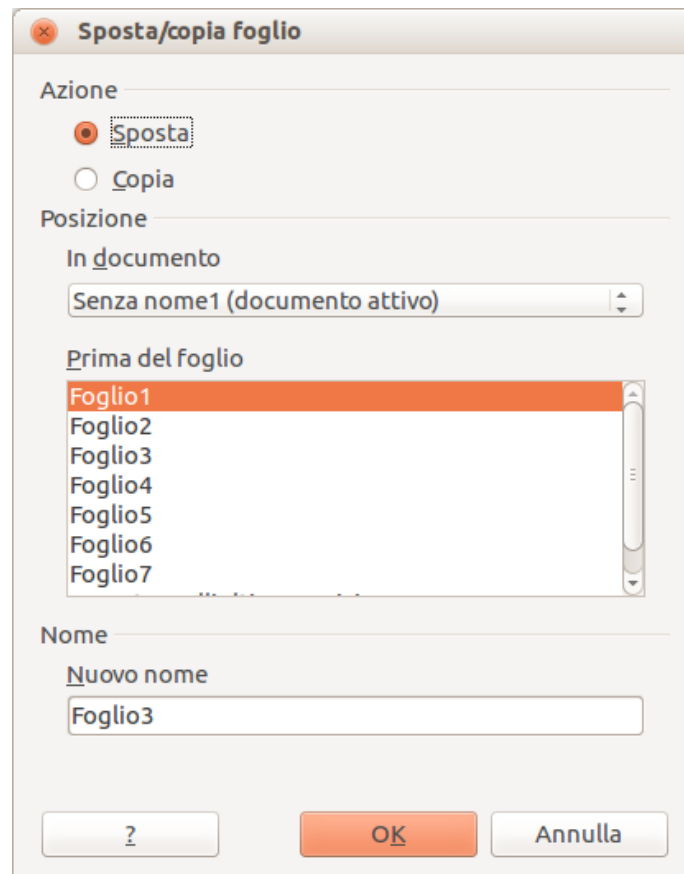 Sposta/copia foglio
Azione
Sposta
Copia
Posizione
In documento
Senza nome1 (documento attivo)
Prima del foglio
Foglio1
Foglio2
Foglio3
Foglio4
Foglio5
Foglio6
Foglio7
Nome
Nuovo nome
Foglio3
?
OK
Annulla